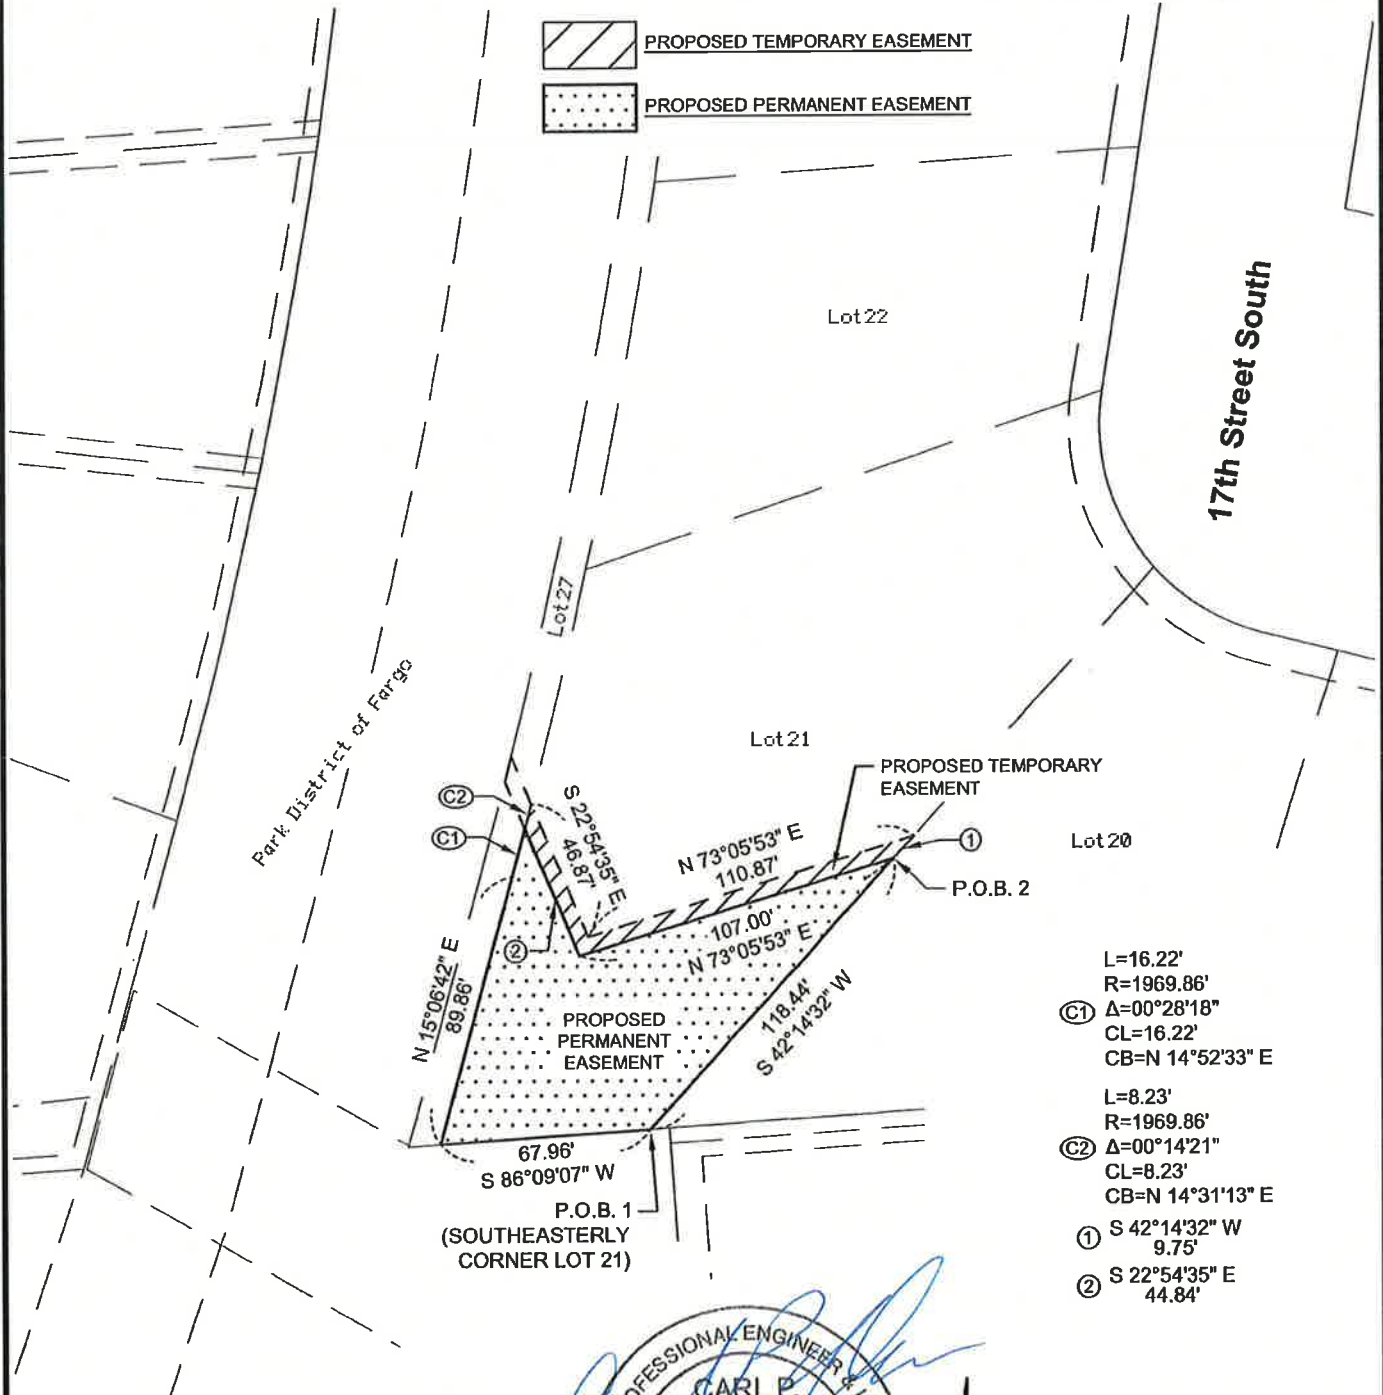 PROPOSED TEMPORARY EASEMENT
PROPOSED PERMANENT EASEMENT
Lot 22
17th Street South
Lot 27
Park District of Fargo
Lot 21
PROPOSED TEMPORARY
EASEMENT
Lot 20
C2
C1
S 22°54'35" E
46.87'
N 73°05'53" E
110.87'
1
P.O.B. 2
107.00'
N 73°05'53" E
2
N 15°06'42" E
89.86'
118.44'
S 42°14'32" W
PROPOSED
PERMANENT
EASEMENT
67.96'
S 86°09'07" W
P.O.B. 1
(SOUTHEASTERLY
CORNER LOT 21)
L=16.22'
R=1969.86'
C1 Δ=00°28'18"
CL=16.22'
CB=N 14°52'33" E
L=8.23'
R=1969.86'
C2 Δ=00°14'21"
CL=8.23'
CB=N 14°31'13" E
1 S 42°14'32" W
9.75'
2 S 22°54'35" E
44.84'
ENGINEER &
CARL P.